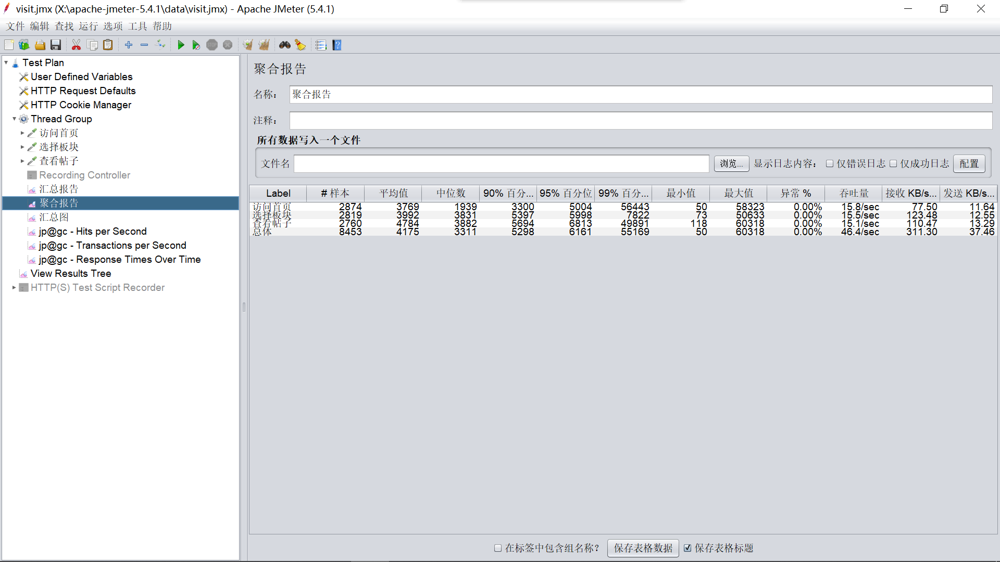 visit.jmx (X:\apache-jmeter-5.4.1\data\visit.jmx) - Apache JMeter (5.4.1)
文件 编辑 查找 运行 选项 工具 帮助
Test Plan
User Defined Variables
HTTP Request Defaults
HTTP Cookie Manager
Thread Group
访问首页
选择板块
查看帖子
Recording Controller
汇总报告
聚合报告
汇总图
jp@gc - Hits per Second
jp@gc - Transactions per Second
jp@gc - Response Times Over Time
View Results Tree
HTTP(S) Test Script Recorder
聚合报告
名称： 聚合报告
注释：
所有数据写入一个文件
文件名 浏览... 显示日志内容： 仅错误日志 仅成功日志 配置
Label # 样本 平均值 中位数 90% 百分... 95% 百分位 99% 百分... 最小值 最大值 异常 % 吞吐量 接收 KB/s... 发送 KB/s...
访问首页 2874 3769 1939 3300 5004 56443 50 58323 0.00% 15.8/sec 77.50 11.64
选择板块 2819 3992 3831 5397 5998 7822 73 50633 0.00% 15.5/sec 123.48 12.55
查看帖子 2760 4784 3882 5694 6813 49891 118 60318 0.00% 15.1/sec 110.47 13.29
总体 8453 4175 3311 5298 6161 55169 50 60318 0.00% 46.4/sec 311.30 37.46
在标签中包含组名称？ 保存表格数据 保存表格标题